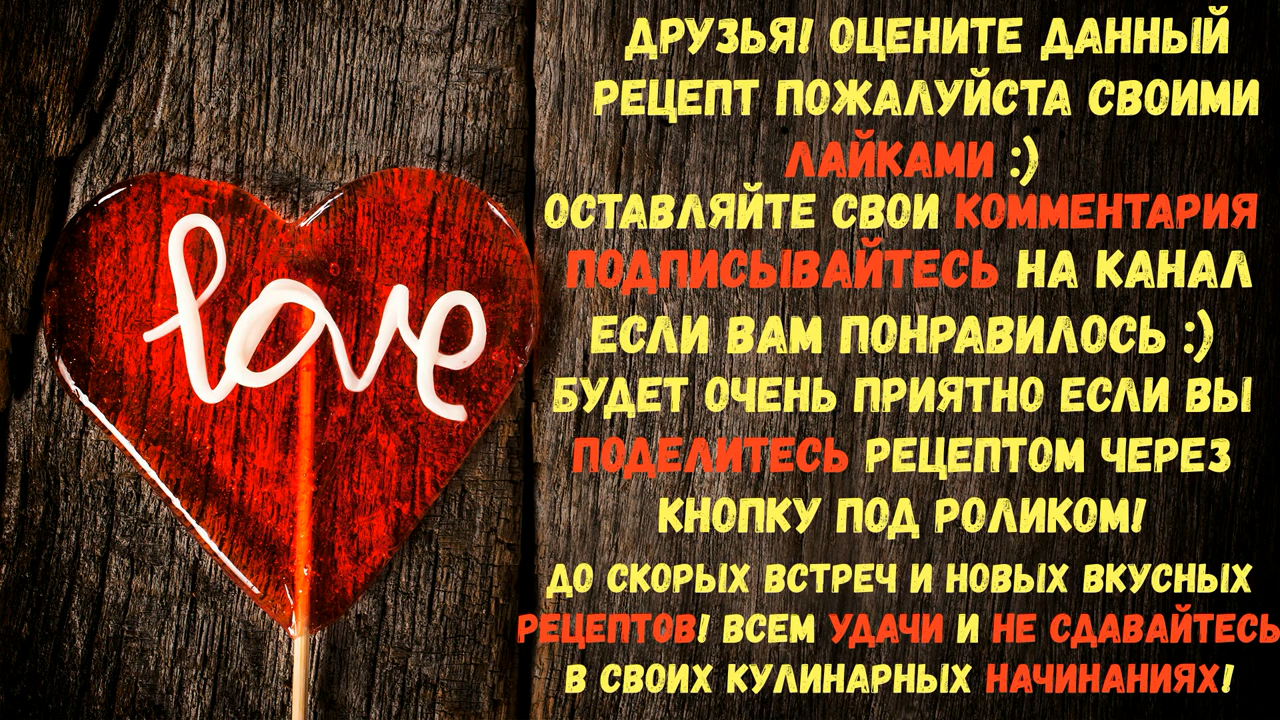 love
ДРУЗЬЯ! ОЦЕНИТЕ ДАННЫЙ
РЕЦЕПТ ПОЖАЛУЙСТА СВОИМИ
ЛАЙКАМИ :)
ОСТАВЛЯЙТЕ СВОИ КОММЕНТАРИЯ
ПОДПИСЫВАЙТЕСЬ НА КАНАЛ
ЕСЛИ ВАМ ПОНРАВИЛОСЬ :)
БУДЕТ ОЧЕНЬ ПРИЯТНО ЕСЛИ ВЫ
ПОДЕЛИТЕСЬ РЕЦЕПТОМ ЧЕРЕЗ
КНОПКУ ПОД РОЛИКОМ!
ДО СКОРЫХ ВСТРЕЧ И НОВЫХ ВКУСНЫХ
РЕЦЕПТОВ! ВСЕМ УДАЧИ И НЕ СДАВАЙТЕСЬ
В СВОИХ КУЛИНАРНЫХ НАЧИНАНИЯХ!